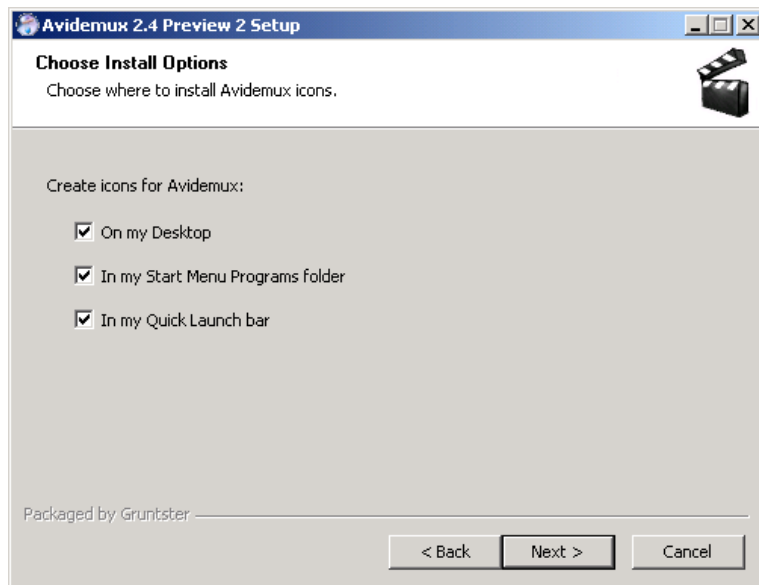 Avidemux 2.4 Preview 2 Setup
Choose Install Options
Choose where to install Avidemux icons.
Create icons for Avidemux:
On my Desktop
In my Start Menu Programs folder
In my Quick Launch bar
Packaged by Gruntster
< Back Next > Cancel